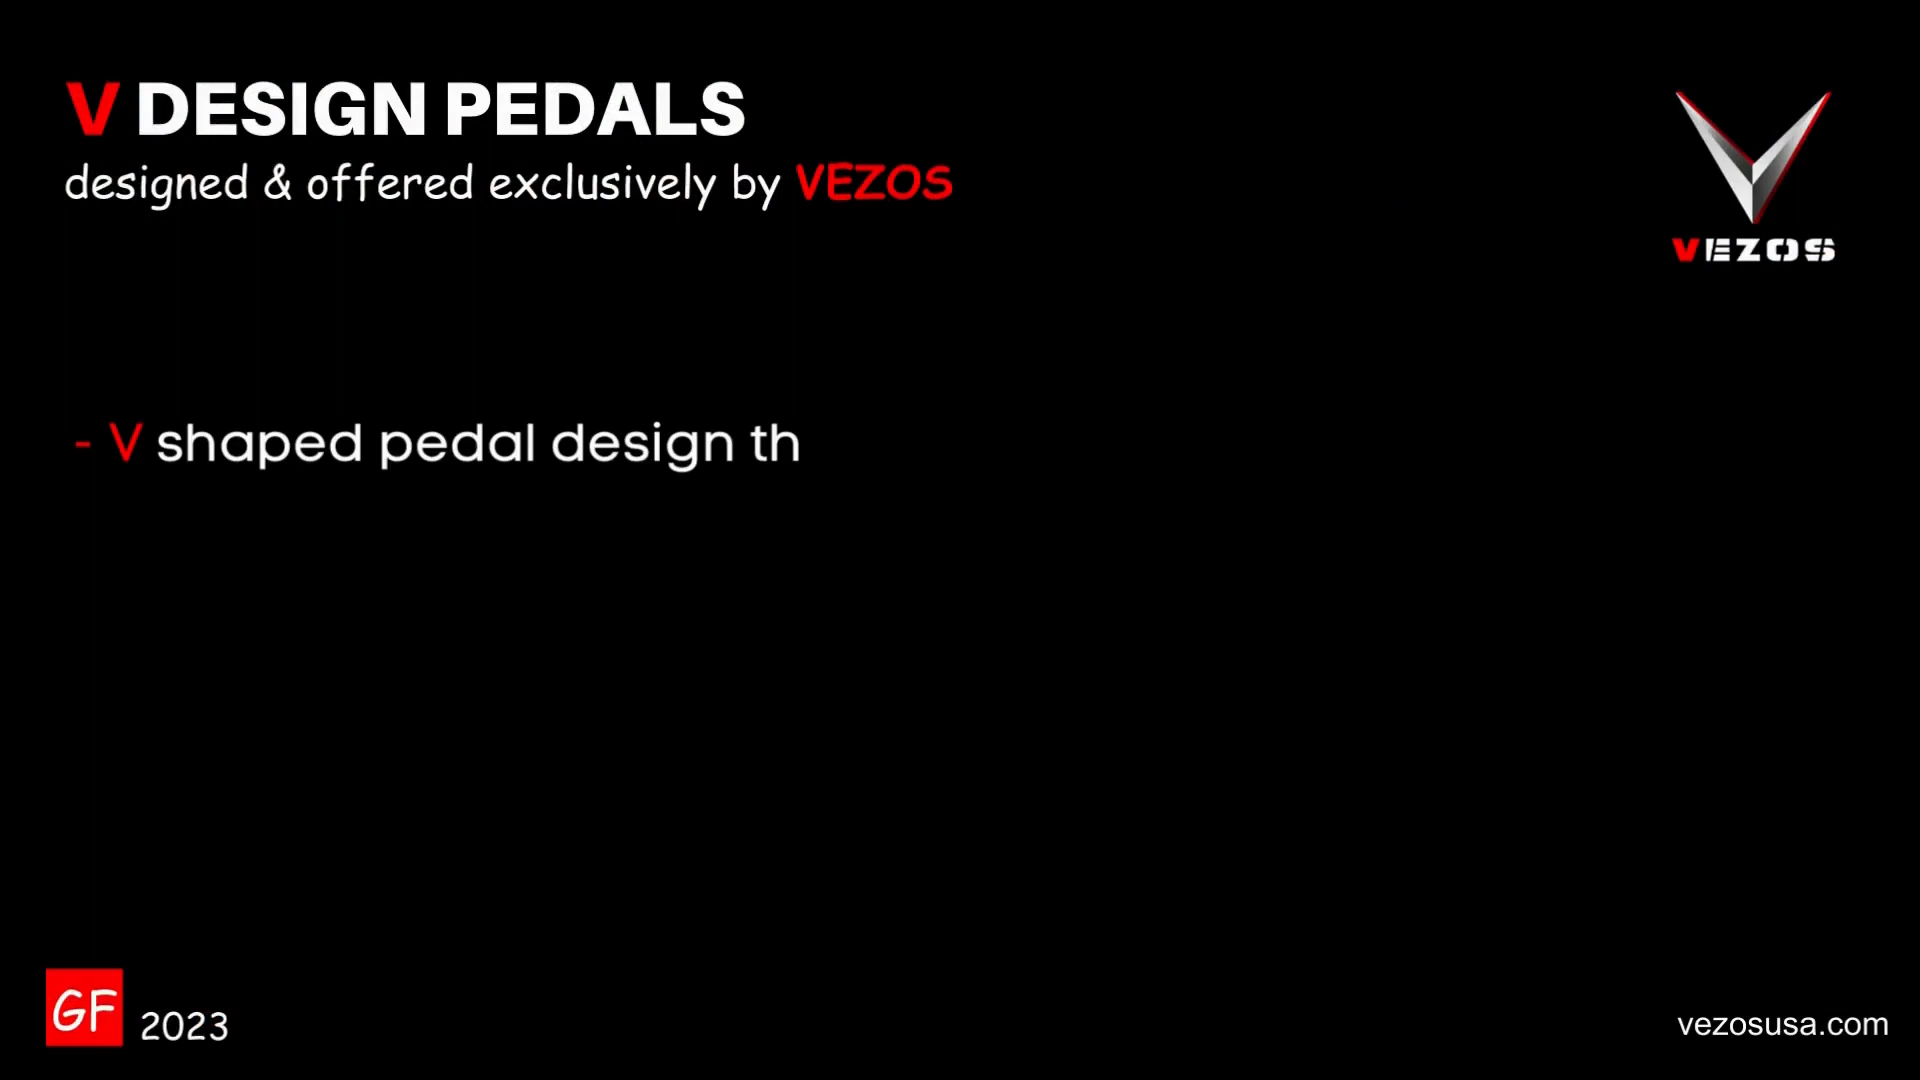 V DESIGN PEDALS
designed & offered exclusively by VEZOS
VEZOS
- V shaped pedal design th
GF 2023
vezosusa.com